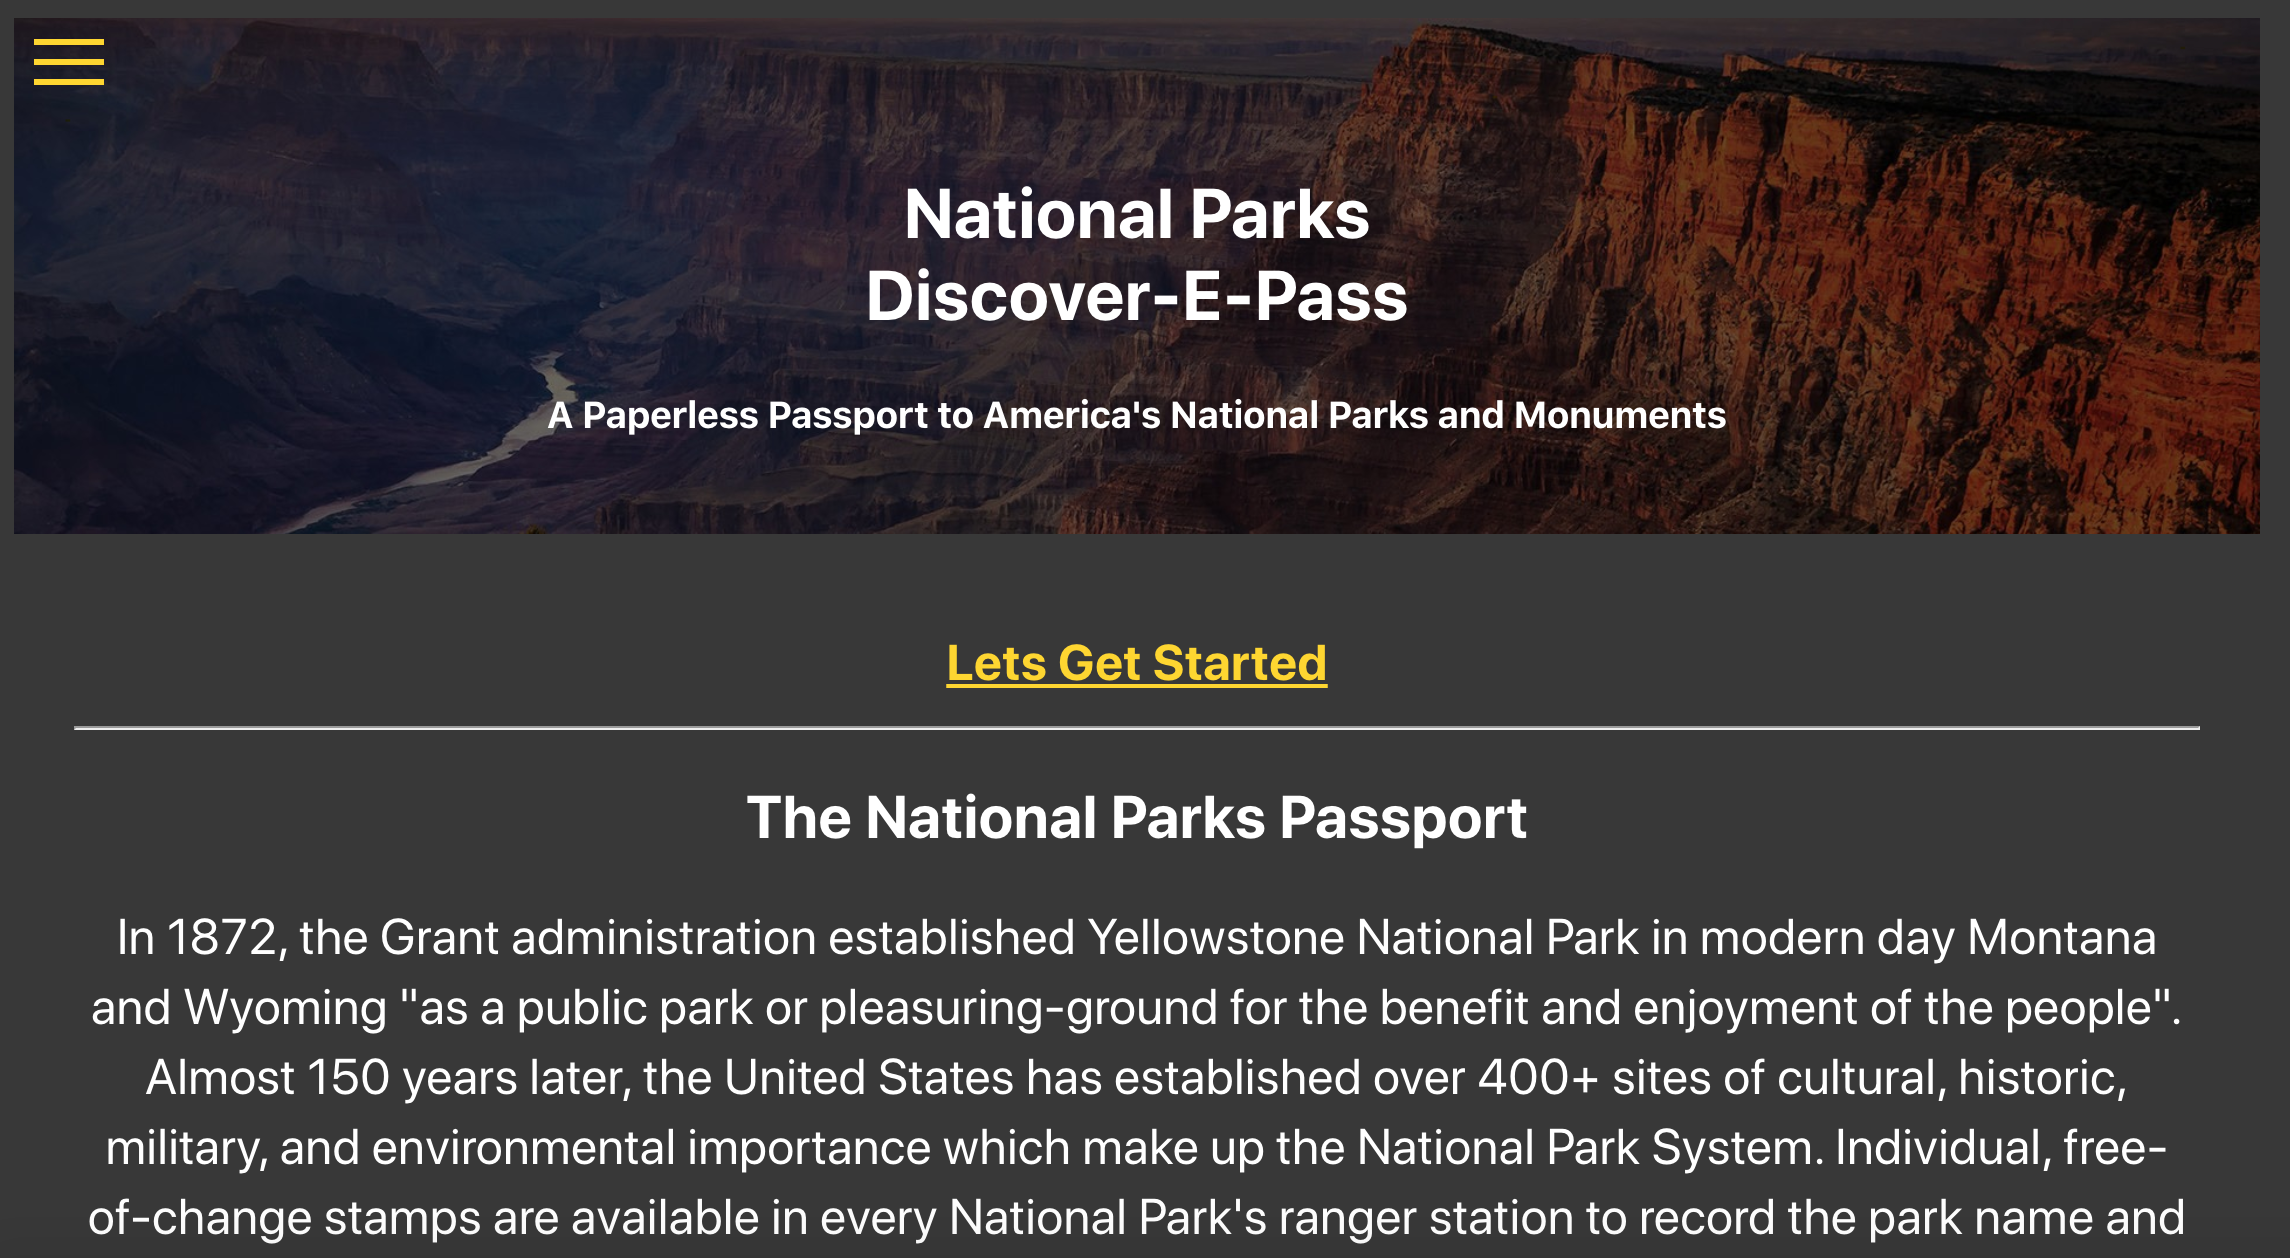 National Parks
Discover-E-Pass
A Paperless Passport to America's National Parks and Monuments
Lets Get Started
The National Parks Passport
In 1872, the Grant administration established Yellowstone National Park in modern day Montana
and Wyoming "as a public park or pleasuring-ground for the benefit and enjoyment of the people".
Almost 150 years later, the United States has established over 400+ sites of cultural, historic,
military, and environmental importance which make up the National Park System. Individual, free-
of-change stamps are available in every National Park's ranger station to record the park name and